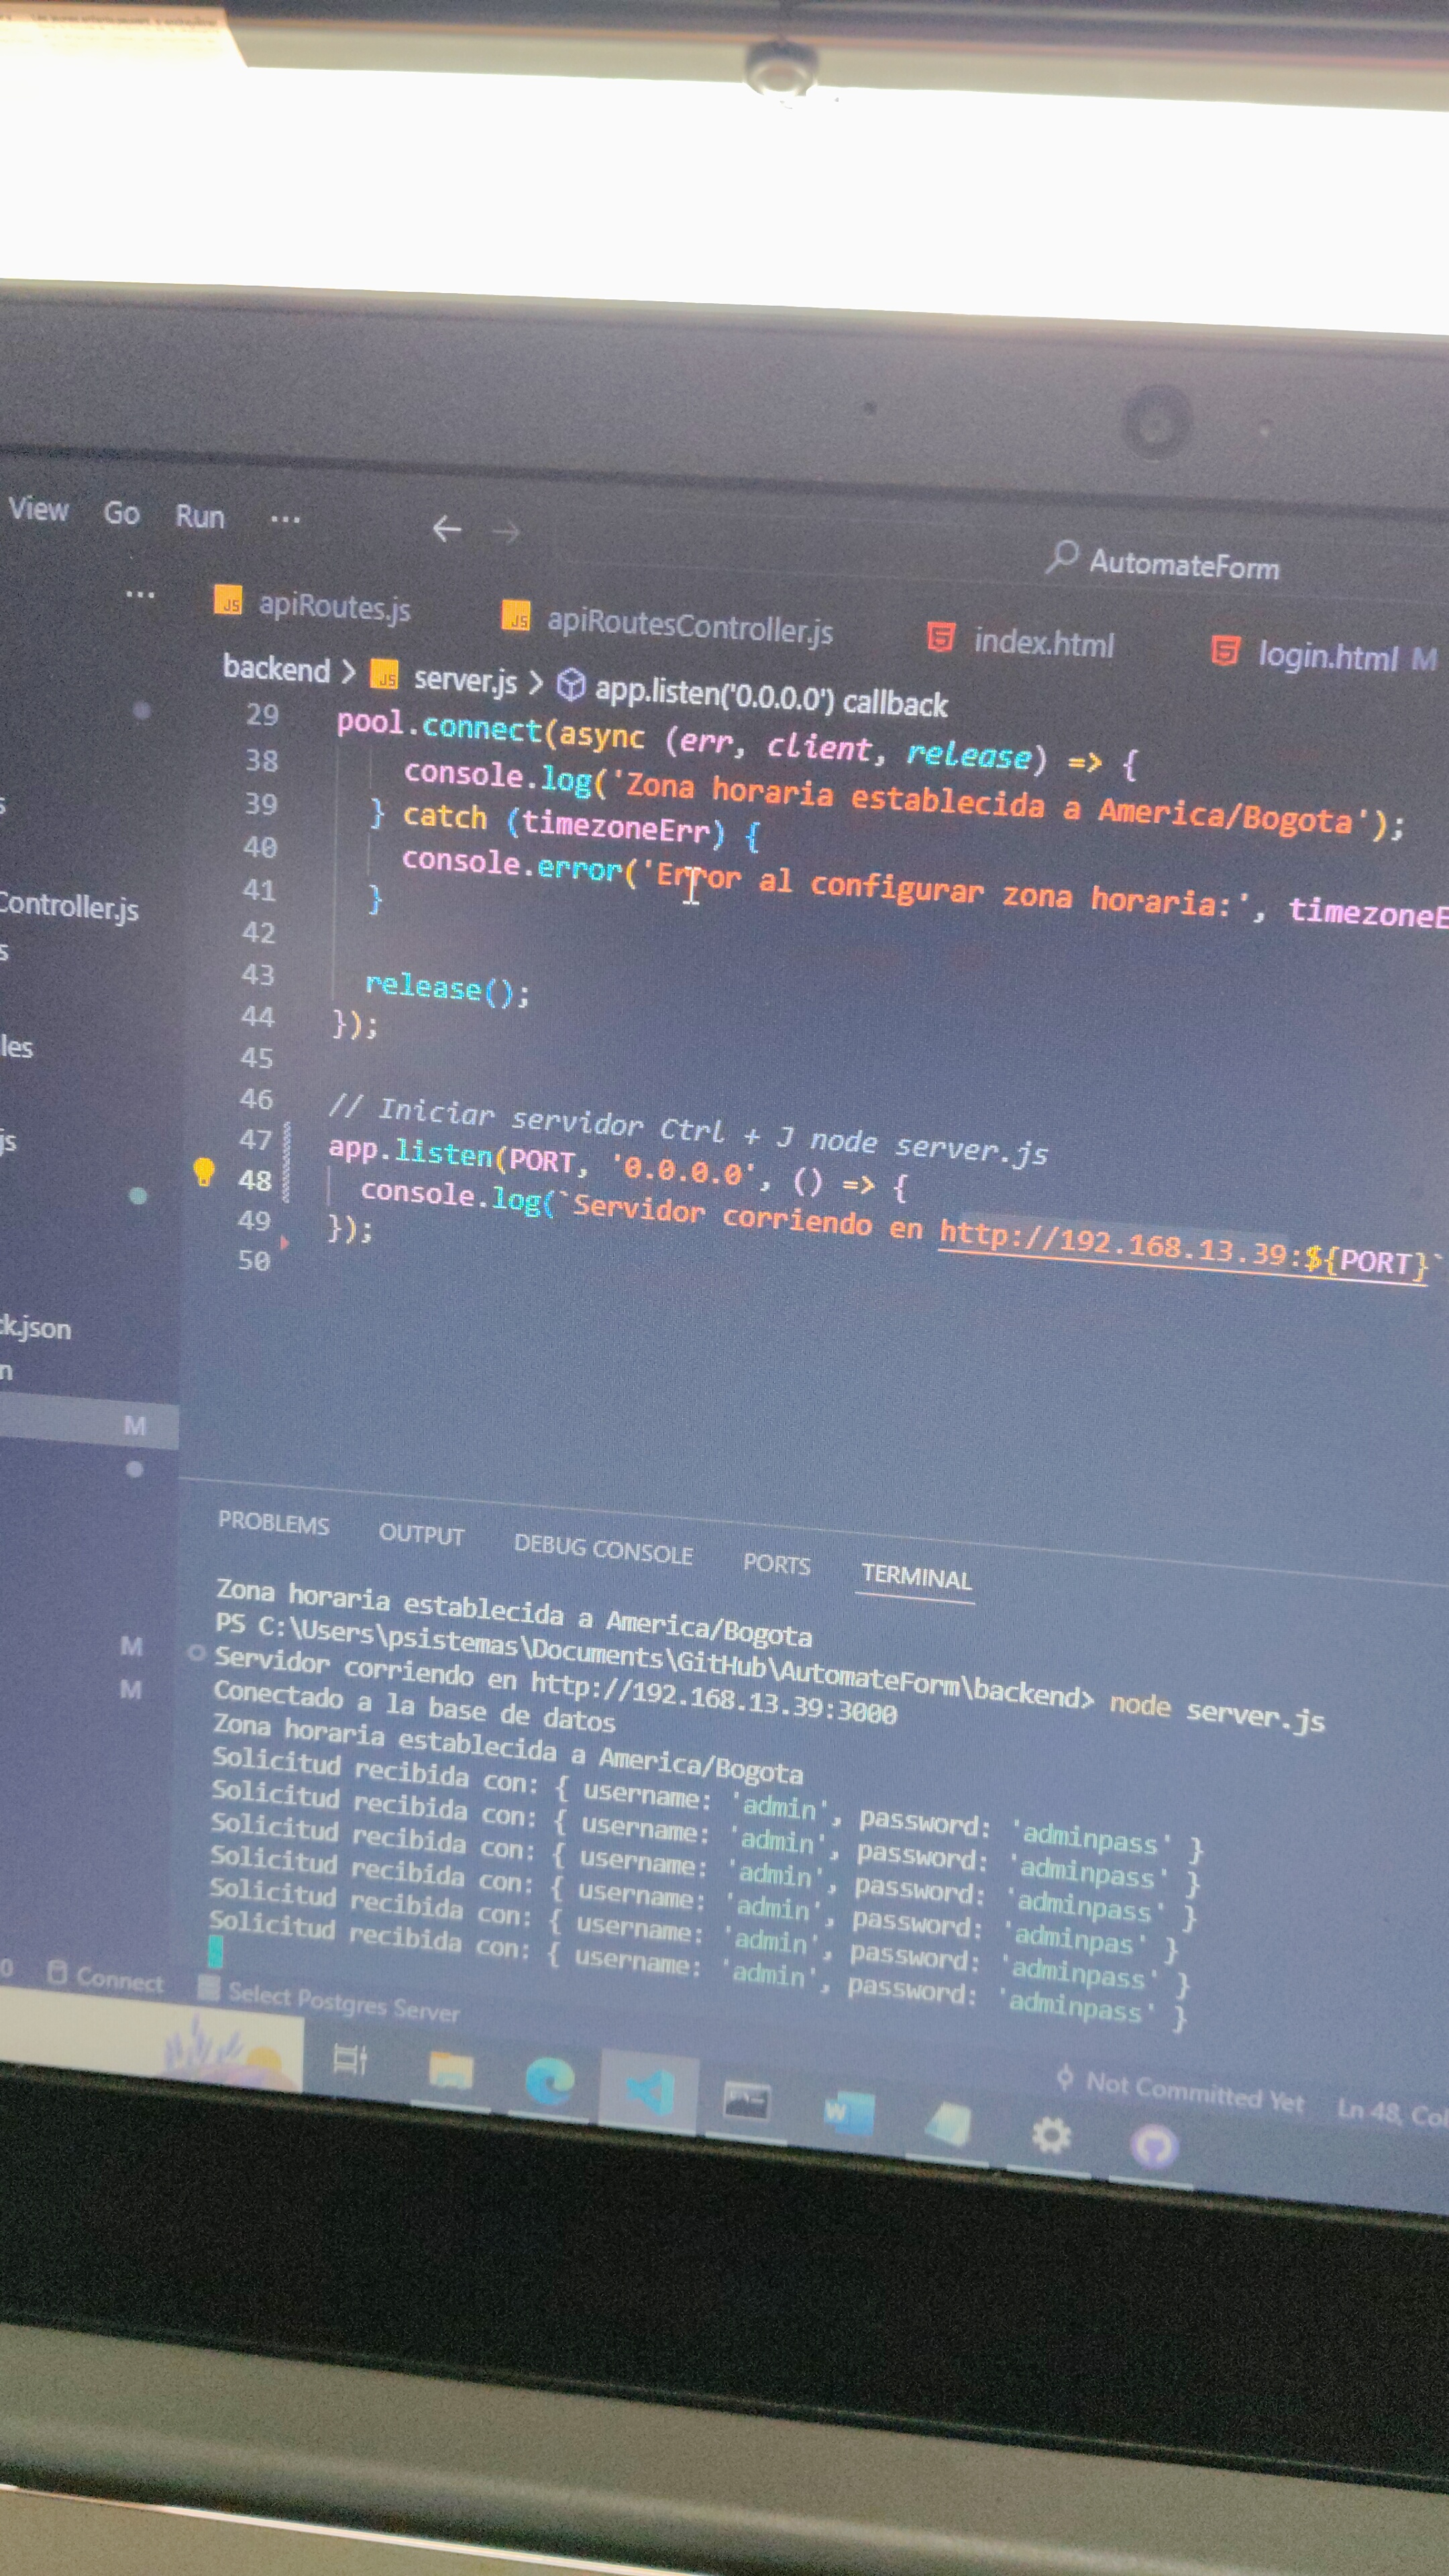 View Go Run ...
AutomateForm
... apiRoutes.js apiRoutesController.js index.html login.html M
backend > server.js > app.listen('0.0.0.0') callback
29 pool.connect(async (err, client, release) => {
38 console.log('Zona horaria establecida a America/Bogota');
39 } catch (timezoneErr) {
40 console.error('Error al configurar zona horaria:', timezoneE
41 }
42
43 release();
44 });
45
46 // Iniciar servidor Ctrl + J node server.js
47 app.listen(PORT, '0.0.0.0', () => {
48 console.log(`Servidor corriendo en http://192.168.13.39:${PORT}`
49 });
50
s
Controller.js
s
les
js
k.json
n
M
M
M
PROBLEMS OUTPUT DEBUG CONSOLE PORTS TERMINAL
Zona horaria establecida a America/Bogota
PS C:\Users\psistemas\Documents\GitHub\AutomateForm\backend> node server.js
Servidor corriendo en http://192.168.13.39:3000
Conectado a la base de datos
Zona horaria establecida a America/Bogota
Solicitud recibida con: { username: 'admin', password: 'adminpass' }
Solicitud recibida con: { username: 'admin', password: 'adminpass' }
Solicitud recibida con: { username: 'admin', password: 'adminpass' }
Solicitud recibida con: { username: 'admin', password: 'adminpas' }
Solicitud recibida con: { username: 'admin', password: 'adminpass' }
Solicitud recibida con: { username: 'admin', password: 'adminpass' }
0 Connect Select Postgres Server
Not Committed Yet Ln 48, Col